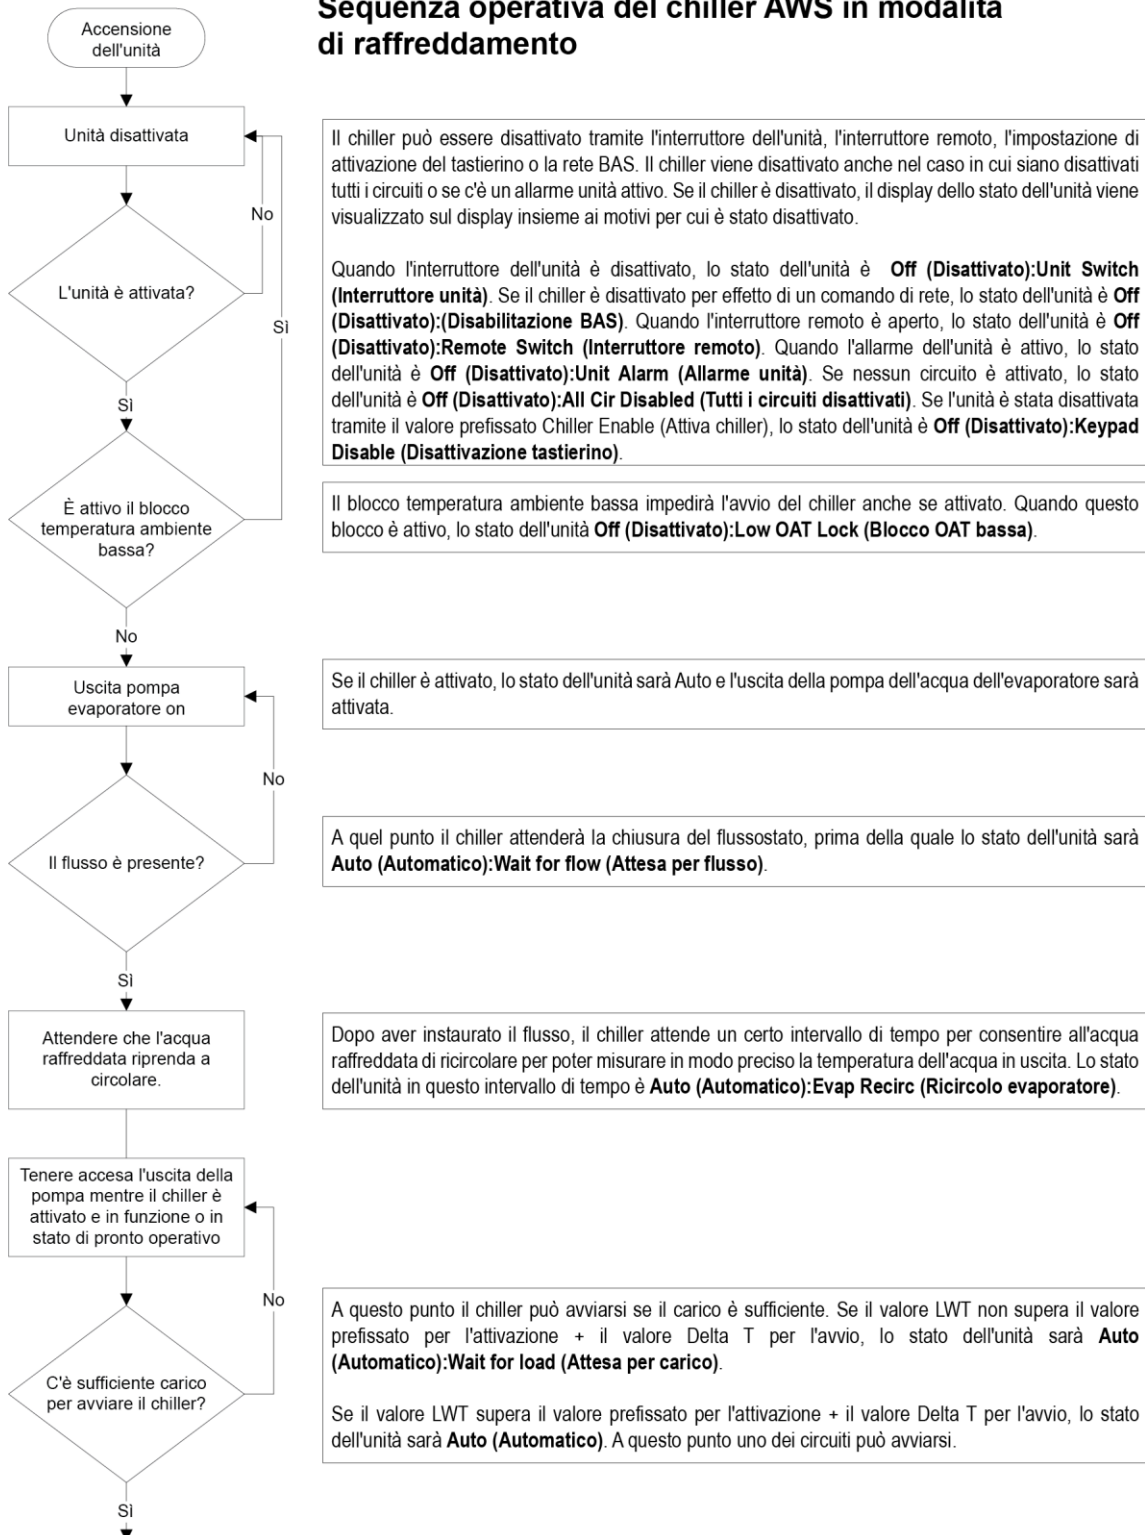 Sequenza operativa del chiller AWS in modalità
di raffreddamento
Accensione
dell'unità
Unità disattivata
Il chiller può essere disattivato tramite l'interruttore dell'unità, l'interruttore remoto, l'impostazione di
attivazione del tastierino o la rete BAS. Il chiller viene disattivato anche nel caso in cui siano disattivati
tutti i circuiti o se c'è un allarme unità attivo. Se il chiller è disattivato, il display dello stato dell'unità viene
visualizzato sul display insieme ai motivi per cui è stato disattivato.
No
L'unità è attivata?
Sì
Quando l'interruttore dell'unità è disattivato, lo stato dell'unità è Off (Disattivato):Unit Switch
(Interruttore unità). Se il chiller è disattivato per effetto di un comando di rete, lo stato dell'unità è Off
(Disattivato):(Disabilitazione BAS). Quando l'interruttore remoto è aperto, lo stato dell'unità è Off
(Disattivato):Remote Switch (Interruttore remoto). Quando l'allarme dell'unità è attivo, lo stato
dell'unità è Off (Disattivato):Unit Alarm (Allarme unità). Se nessun circuito è attivato, lo stato
dell'unità è Off (Disattivato):All Cir Disabled (Tutti i circuiti disattivati). Se l'unità è stata disattivata
tramite il valore prefissato Chiller Enable (Attiva chiller), lo stato dell'unità è Off (Disattivato):Keypad
Disable (Disattivazione tastierino).
Sì
È attivo il blocco
temperatura ambiente
bassa?
Il blocco temperatura ambiente bassa impedirà l'avvio del chiller anche se attivato. Quando questo
blocco è attivo, lo stato dell'unità Off (Disattivato):Low OAT Lock (Blocco OAT bassa).
No
Uscita pompa
evaporatore on
Se il chiller è attivato, lo stato dell'unità sarà Auto e l'uscita della pompa dell'acqua dell'evaporatore sarà
attivata.
No
Il flusso è presente?
A quel punto il chiller attenderà la chiusura del flussostato, prima della quale lo stato dell'unità sarà
Auto (Automatico):Wait for flow (Attesa per flusso).
Sì
Attendere che l'acqua
raffreddata riprenda a
circolare.
Dopo aver instaurato il flusso, il chiller attende un certo intervallo di tempo per consentire all'acqua
raffreddata di ricircolare per poter misurare in modo preciso la temperatura dell'acqua in uscita. Lo stato
dell'unità in questo intervallo di tempo è Auto (Automatico):Evap Recirc (Ricircolo evaporatore).
Tenere accesa l'uscita della
pompa mentre il chiller è
attivato e in funzione o in
stato di pronto operativo
No
C'è sufficiente carico
per avviare il chiller?
A questo punto il chiller può avviarsi se il carico è sufficiente. Se il valore LWT non supera il valore
prefissato per l'attivazione + il valore Delta T per l'avvio, lo stato dell'unità sarà Auto
(Automatico):Wait for load (Attesa per carico).
Se il valore LWT supera il valore prefissato per l'attivazione + il valore Delta T per l'avvio, lo stato
dell'unità sarà Auto (Automatico). A questo punto uno dei circuiti può avviarsi.
Sì